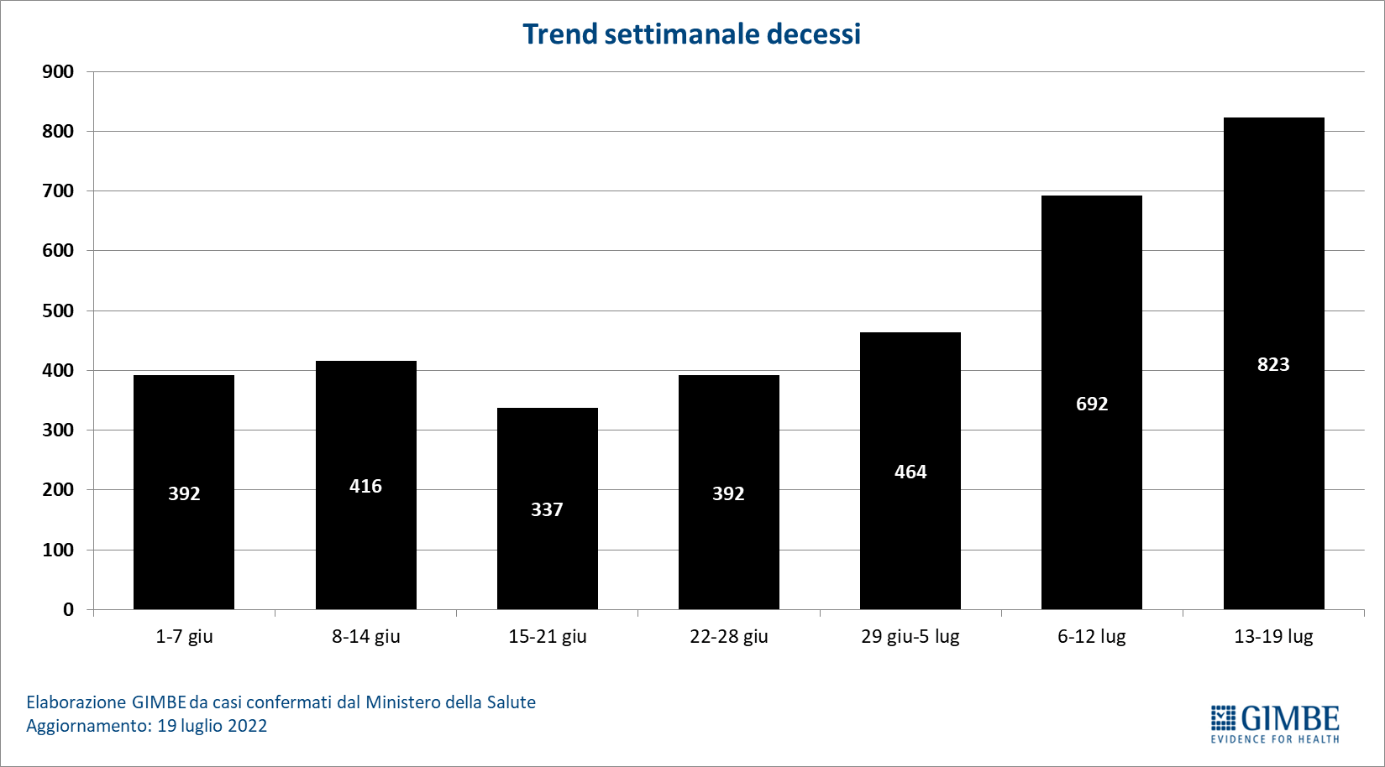 Trend settimanale decessi
900
800
700
600
500
400
300
200
100
0
392
416
337
392
464
692
823
1-7 giu
8-14 giu
15-21 giu
22-28 giu
29 giu-5 lug
6-12 lug
13-19 lug
Elaborazione GIMBE da casi confermati dal Ministero della Salute
Aggiornamento: 19 luglio 2022
GIMBE
EVIDENCE FOR HEALTH